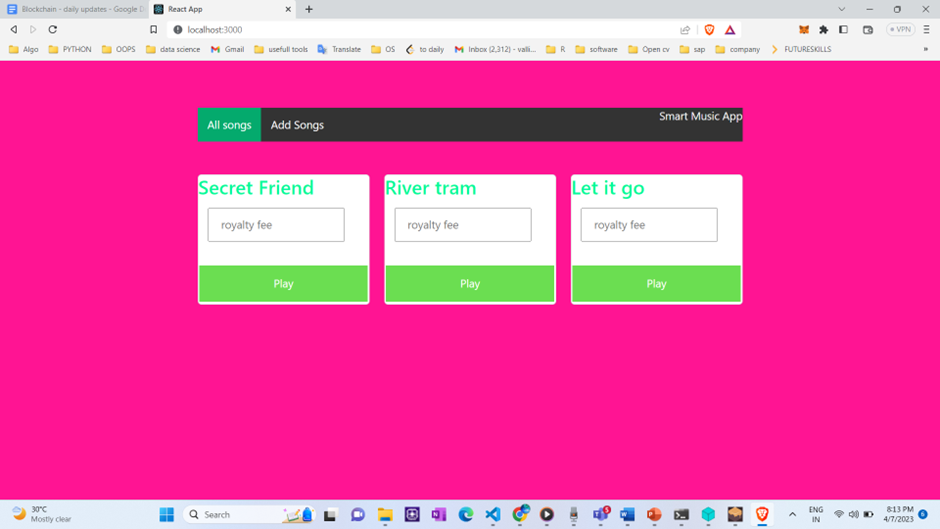 Blockchain - daily updates - Google D
React App
localhost:3000
VPN
Algo
PYTHON
OOPS
data science
Gmail
usefull tools
Translate
OS
to daily
Inbox (2,312) - valli...
R
software
Open cv
sap
company
FUTURESKILLS
All songs
Add Songs
Smart Music App
Secret Friend
River tram
Let it go
royalty fee
royalty fee
royalty fee
Play
Play
Play
30°C
Mostly clear
Search
5
ENG
IN
8:13 PM
4/7/2023
6